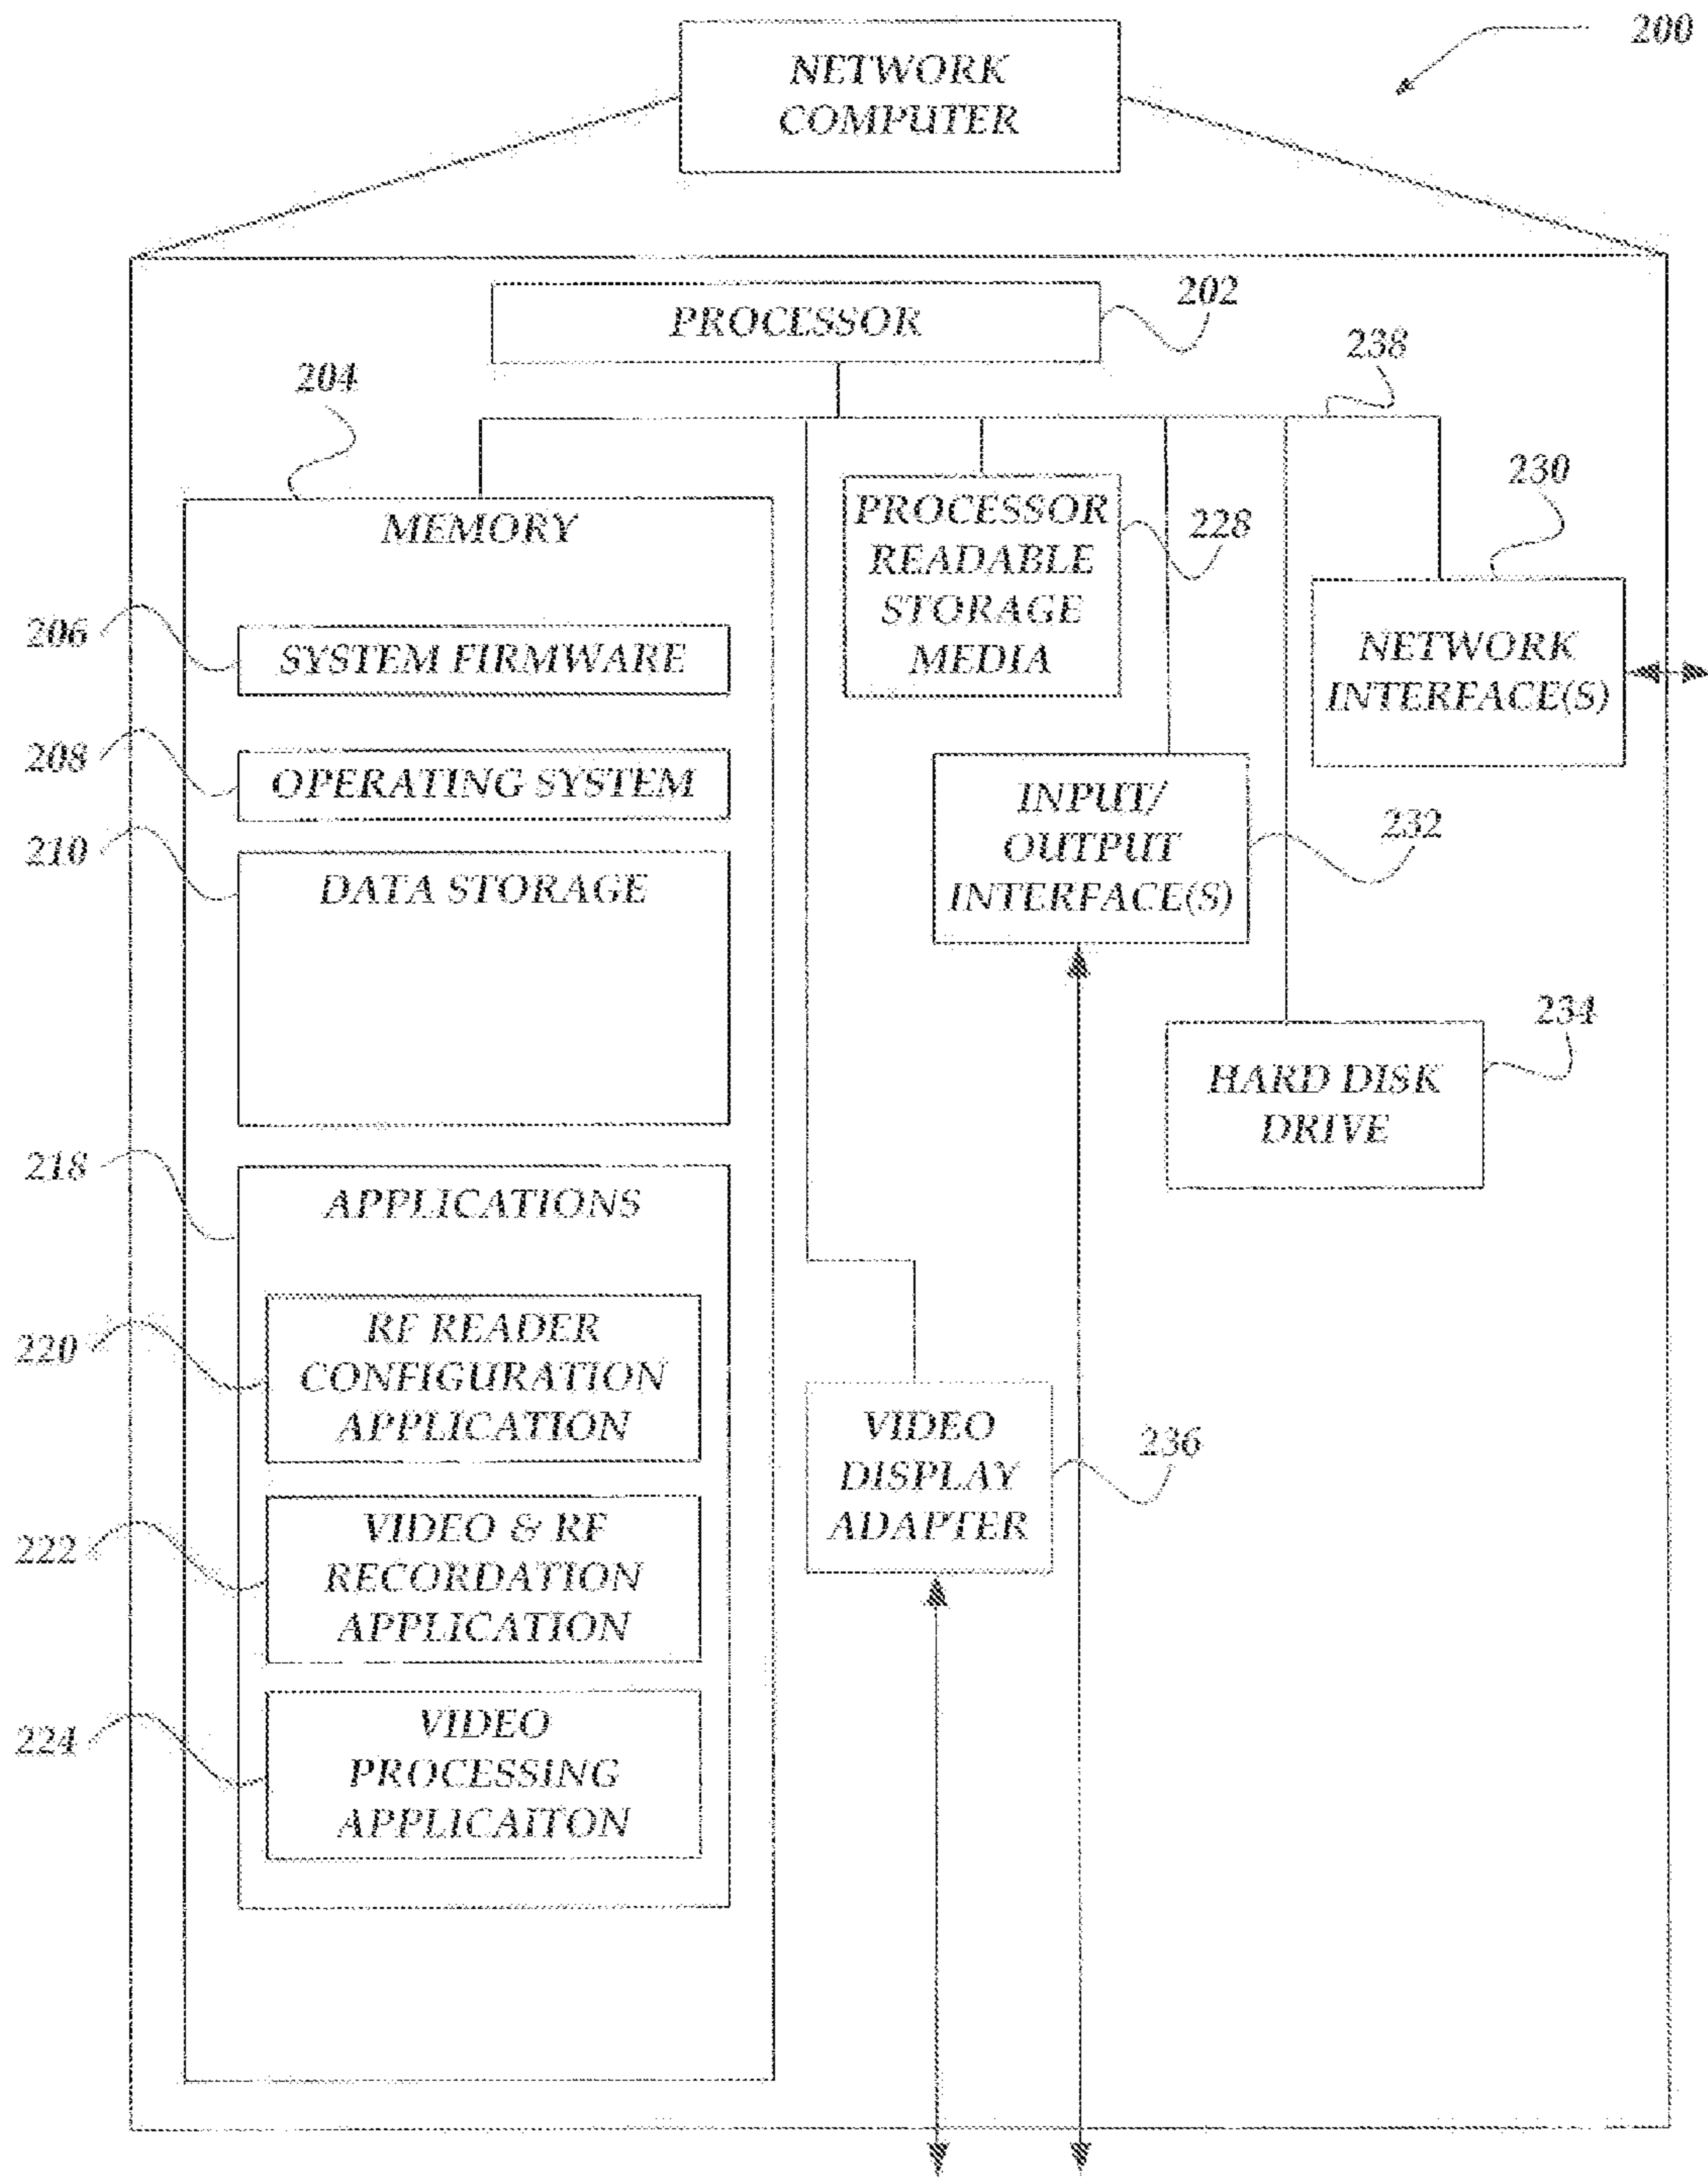 200
NETWORK
COMPUTER
PROCESSOR
202
238
204
MEMORY
206
SYSTEM FIRMWARE
208
OPERATING SYSTEM
210
DATA STORAGE
218
APPLICATIONS
220
RF READER
CONFIGURATION
APPLICATION
222
VIDEO & RF
RECORDATION
APPLICATION
224
VIDEO
PROCESSING
APPLICAITON
PROCESSOR
READABLE
STORAGE
MEDIA
228
230
NETWORK
INTERFACE(S)
INPUT/
OUTPUT
INTERFACE(S)
232
234
HARD DISK
DRIVE
VIDEO
DISPLAY
ADAPTER
236